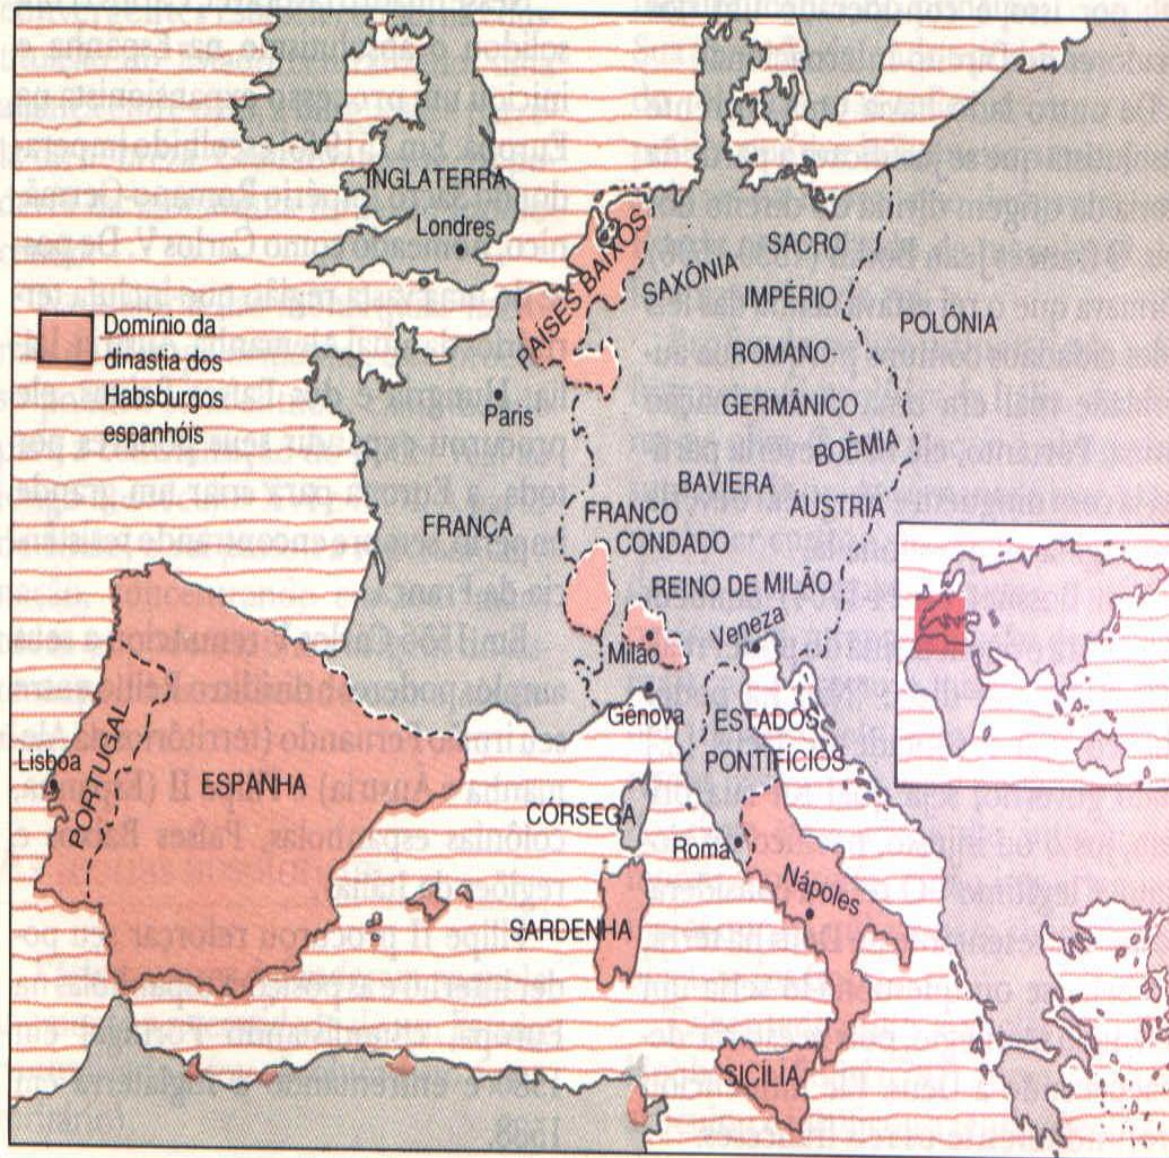 INGLATERRA
Londres
PAÍSES BAIXOS
SAXÔNIA
SACRO
IMPÉRIO
ROMANO-
GERMÂNICO
POLÔNIA
Domínio da
dinastia dos
Habsburgos
espanhóis
Paris
BOÊMIA
BAVIERA
ÁUSTRIA
FRANÇA
FRANCO
CONDADO
REINO DE MILÃO
Milão
Veneza
Gênova
ESTADOS
PONTIFÍCIOS
Lisboa
PORTUGAL
ESPANHA
CÓRSEGA
Roma
Nápoles
SARDENHA
SICÍLIA